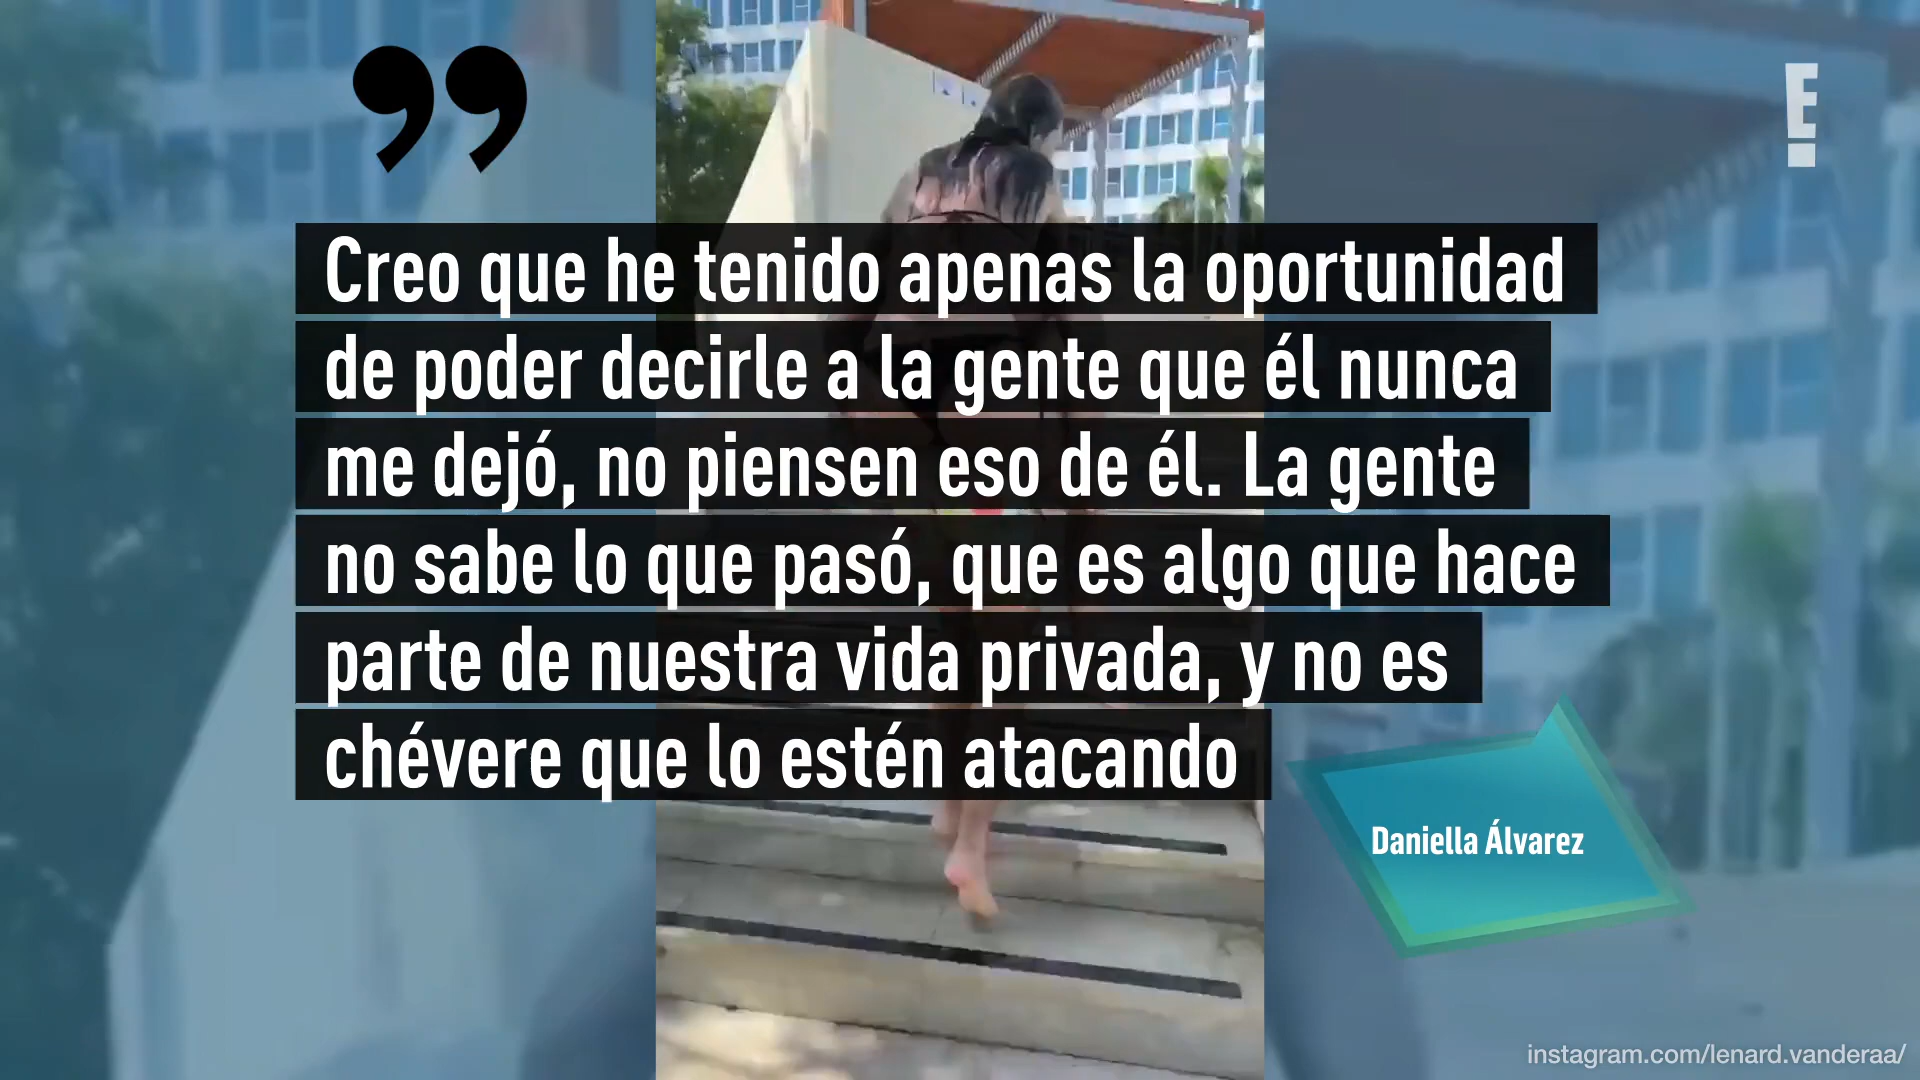 ”
E!
Creo que he tenido apenas la oportunidad
de poder decirle a la gente que él nunca
me dejó, no piensen eso de él. La gente
no sabe lo que pasó, que es algo que hace
parte de nuestra vida privada, y no es
chévere que lo estén atacando
Daniella Álvarez
instagram.com/lenard.vanderaa/